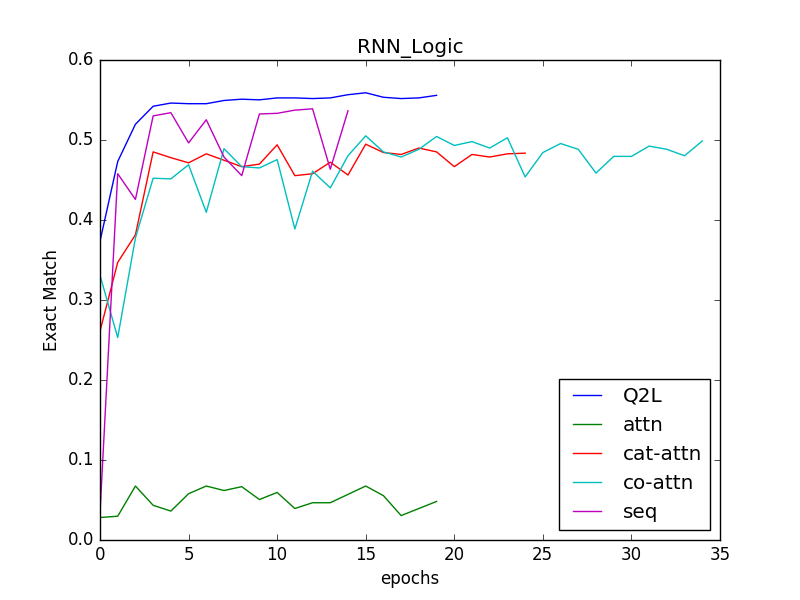 RNN_Logic
0.6
0.5
0.4
0.3
0.2
0.1
0.0
Exact Match
0 5 10 15 20 25 30 35
epochs
Q2L
attn
cat-attn
co-attn
seq